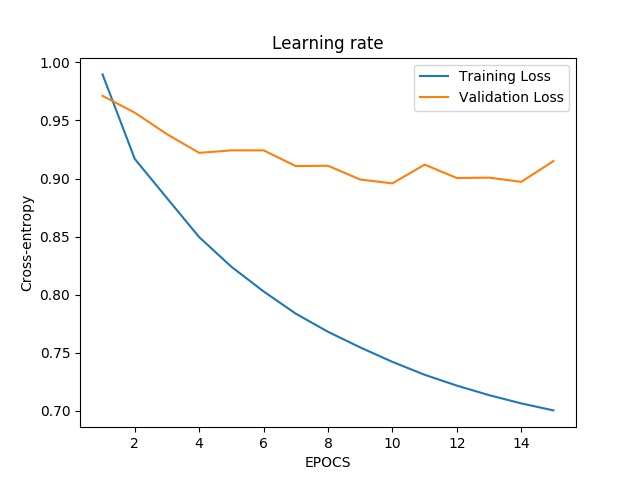 Learning rate
Training Loss
Validation Loss
1.00
0.95
0.90
0.85
0.80
0.75
0.70
Cross-entropy
2 4 6 8 10 12 14
EPOCS